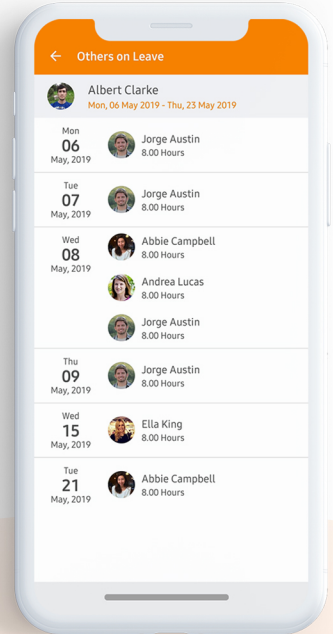 Others on Leave
Albert Clarke
Mon, 06 May 2019 - Thu, 23 May 2019
Mon
06
May, 2019
Jorge Austin
8.00 Hours
Tue
07
May, 2019
Jorge Austin
8.00 Hours
Wed
08
May, 2019
Abbie Campbell
8.00 Hours
Andrea Lucas
8.00 Hours
Jorge Austin
8.00 Hours
Thu
09
May, 2019
Jorge Austin
8.00 Hours
Wed
15
May, 2019
Ella King
8.00 Hours
Tue
21
May, 2019
Abbie Campbell
8.00 Hours